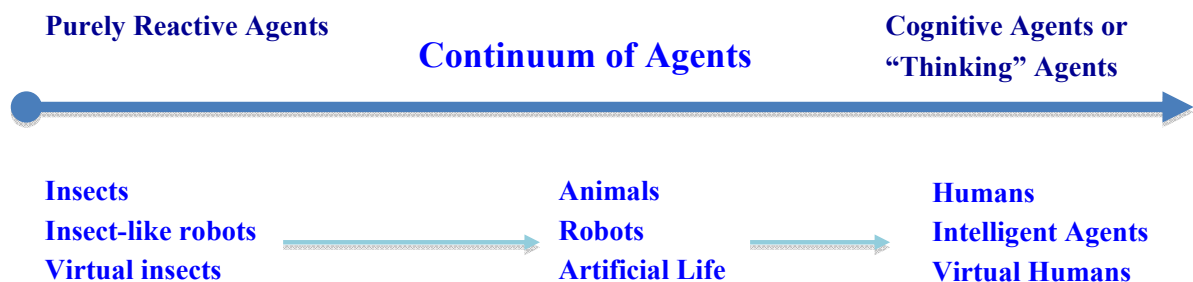 Purely Reactive Agents
Continuum of Agents
Cognitive Agents or
“Thinking” Agents
Insects
Insect-like robots
Virtual insects
Animals
Robots
Artificial Life
Humans
Intelligent Agents
Virtual Humans